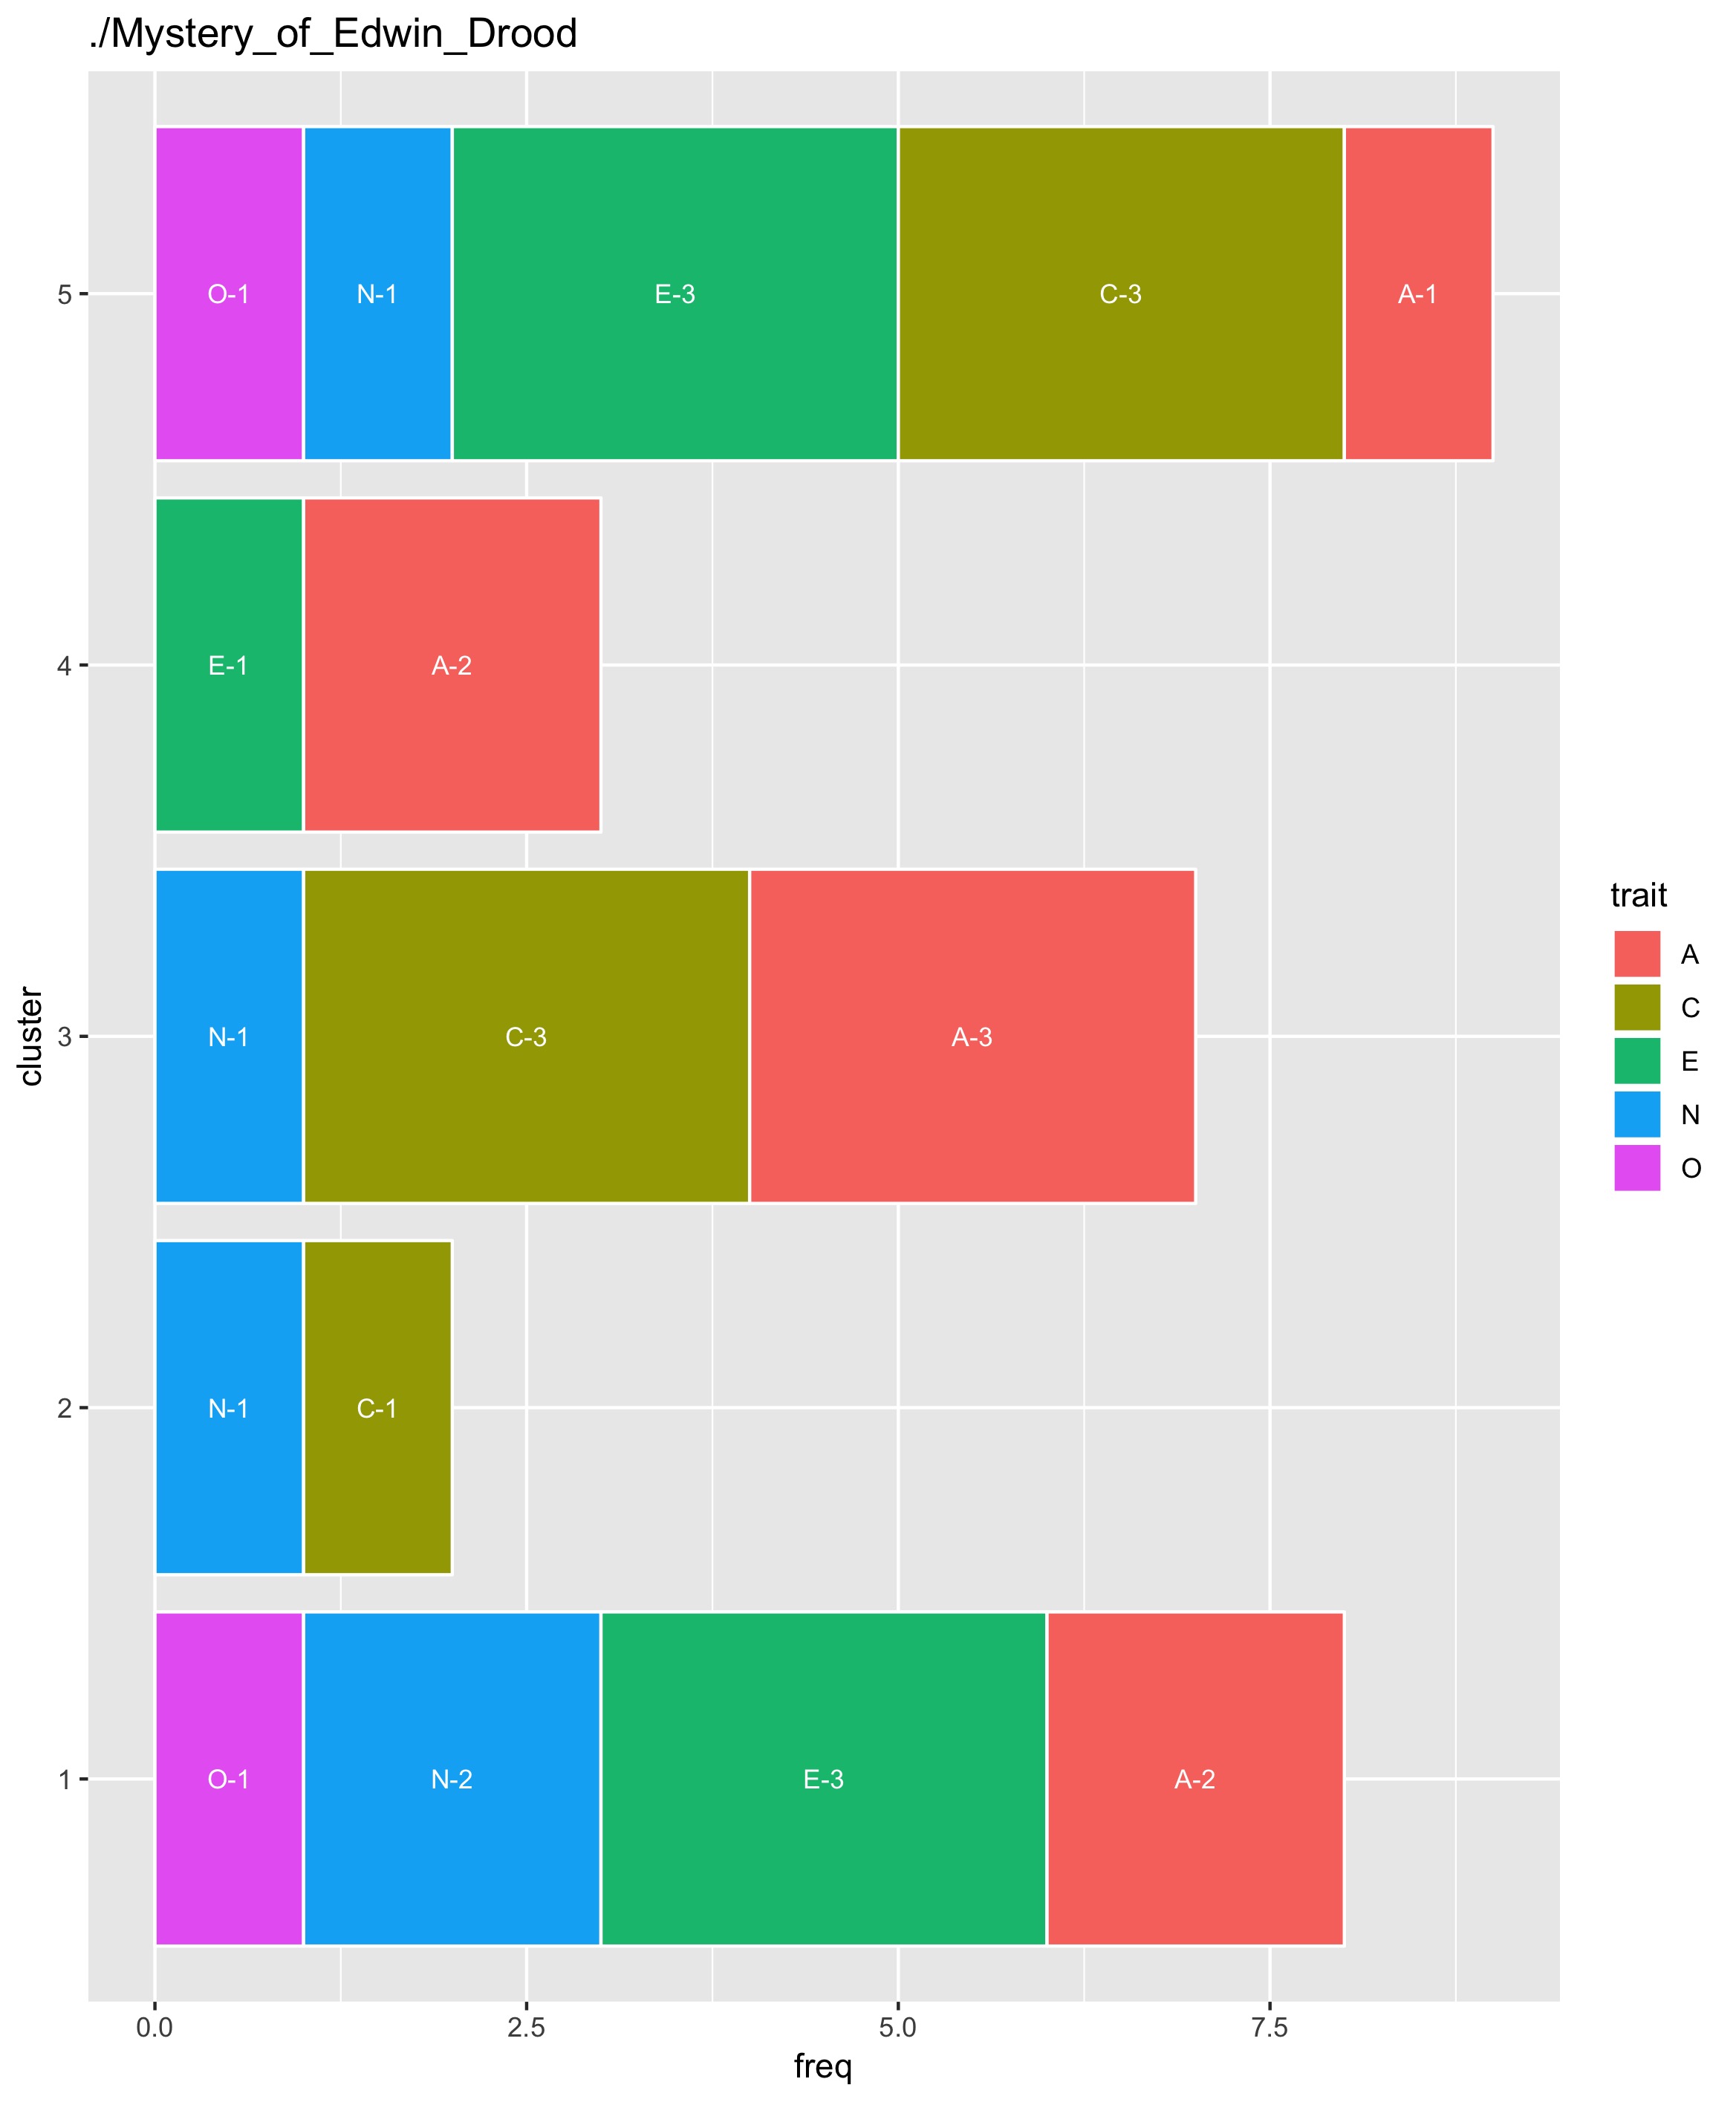 ./Mystery_of_Edwin_Drood
5
O-1
N-1
E-3
C-3
A-1
4
E-1
A-2
3
N-1
C-3
A-3
2
N-1
C-1
1
O-1
N-2
E-3
A-2
cluster
0.0
2.5
5.0
7.5
freq
trait
A
C
E
N
O